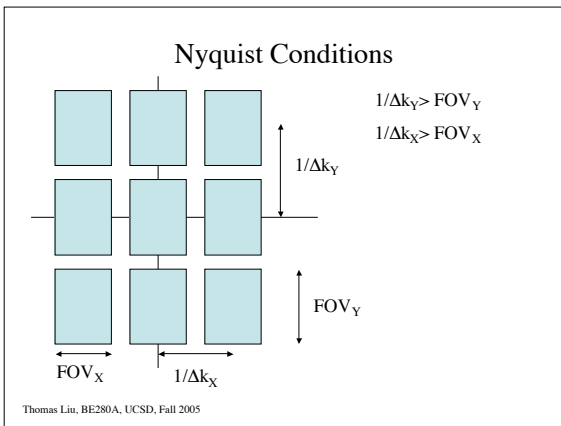 Nyquist Conditions
1/Δk_Y> FOV_Y
1/Δk_X> FOV_X
1/Δk_Y
FOV_Y
FOV_X
1/Δk_X
Thomas Liu, BE280A, UCSD, Fall 2005